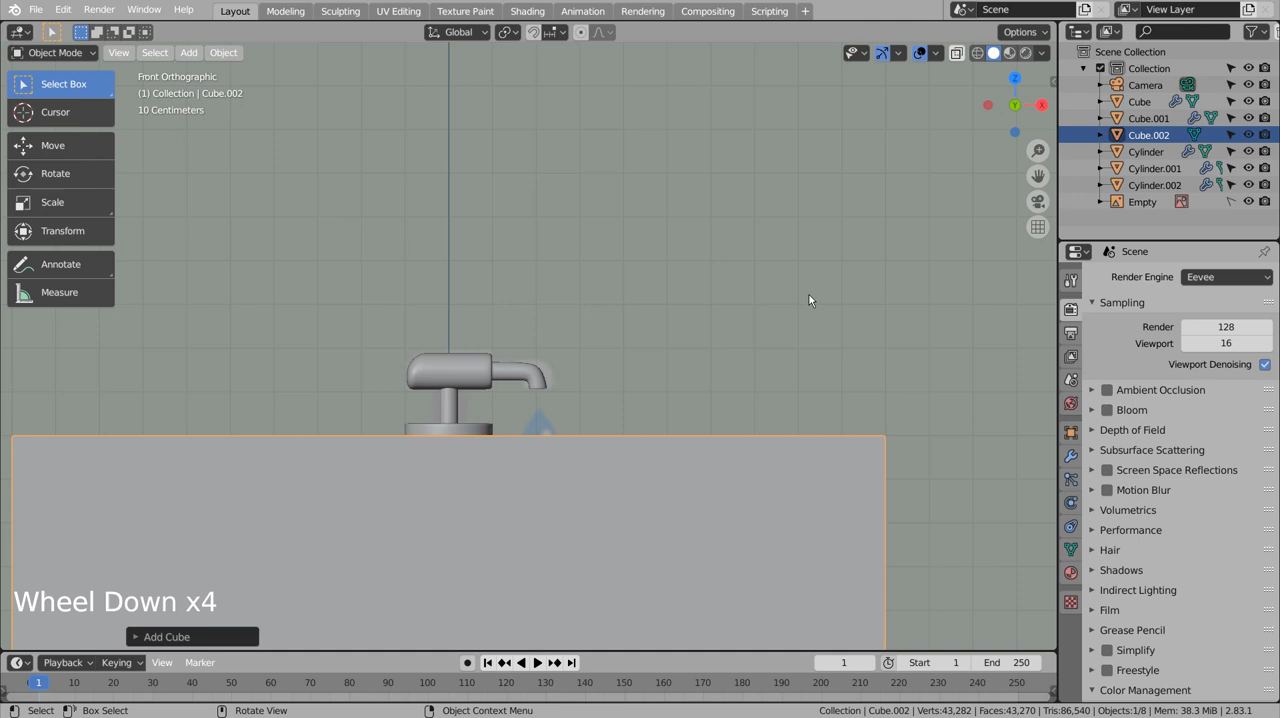 File Edit Render Window Help Layout Modeling Sculpting UV Editing Texture Paint Shading Animation Rendering Compositing Scripting + Scene View Layer
Global Options
Object Mode View Select Add Object
Select Box
Cursor
Move
Rotate
Scale
Transform
Annotate
Measure
Front Orthographic
(1) Collection | Cube.002
10 Centimeters
Z
Y
X
Wheel Down x4
Add Cube
Scene Collection
Collection
Camera
Cube
Cube.001
Cube.002
Cylinder
Cylinder.001
Cylinder.002
Empty
Scene
Render Engine Eevee
Sampling
Render 128
Viewport 16
Viewport Denoising
Ambient Occlusion
Bloom
Depth of Field
Subsurface Scattering
Screen Space Reflections
Motion Blur
Volumetrics
Performance
Hair
Shadows
Indirect Lighting
Film
Grease Pencil
Simplify
Freestyle
Color Management
Playback Keying View Marker 1 Start 1 End 250
1 10 20 30 40 50 60 70 80 90 100 110 120 130 140 150 160 170 180 190 200 210 220 230 240 250
Select Box Select Rotate View Object Context Menu Collection | Cube.002 | Verts:43,282 | Faces:43,270 | Tris:86,540 | Objects:1/8 | Mem: 38.3 MiB | 2.83.1